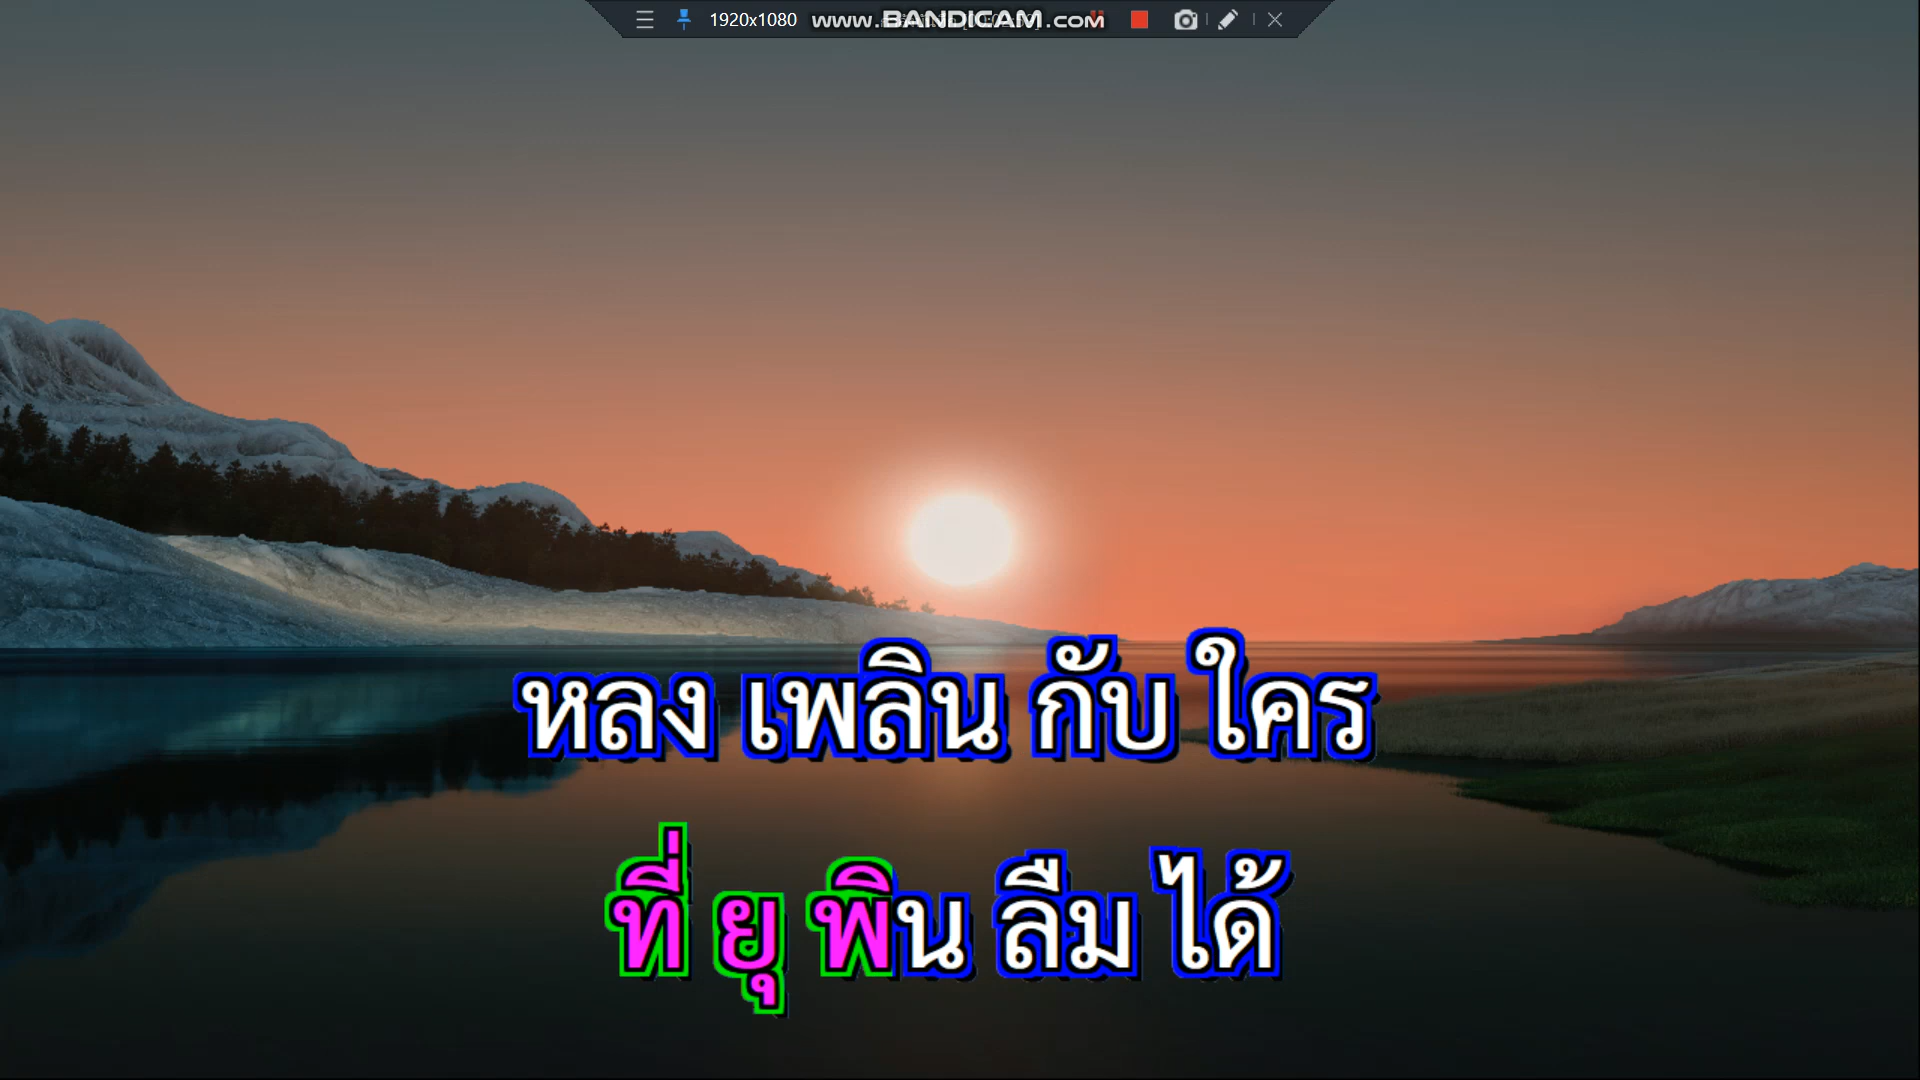 1920x1080 www.BANDICAM.com
หลง เพลิน กับ ใคร
ที่ ยุ พิน ลืม ได้